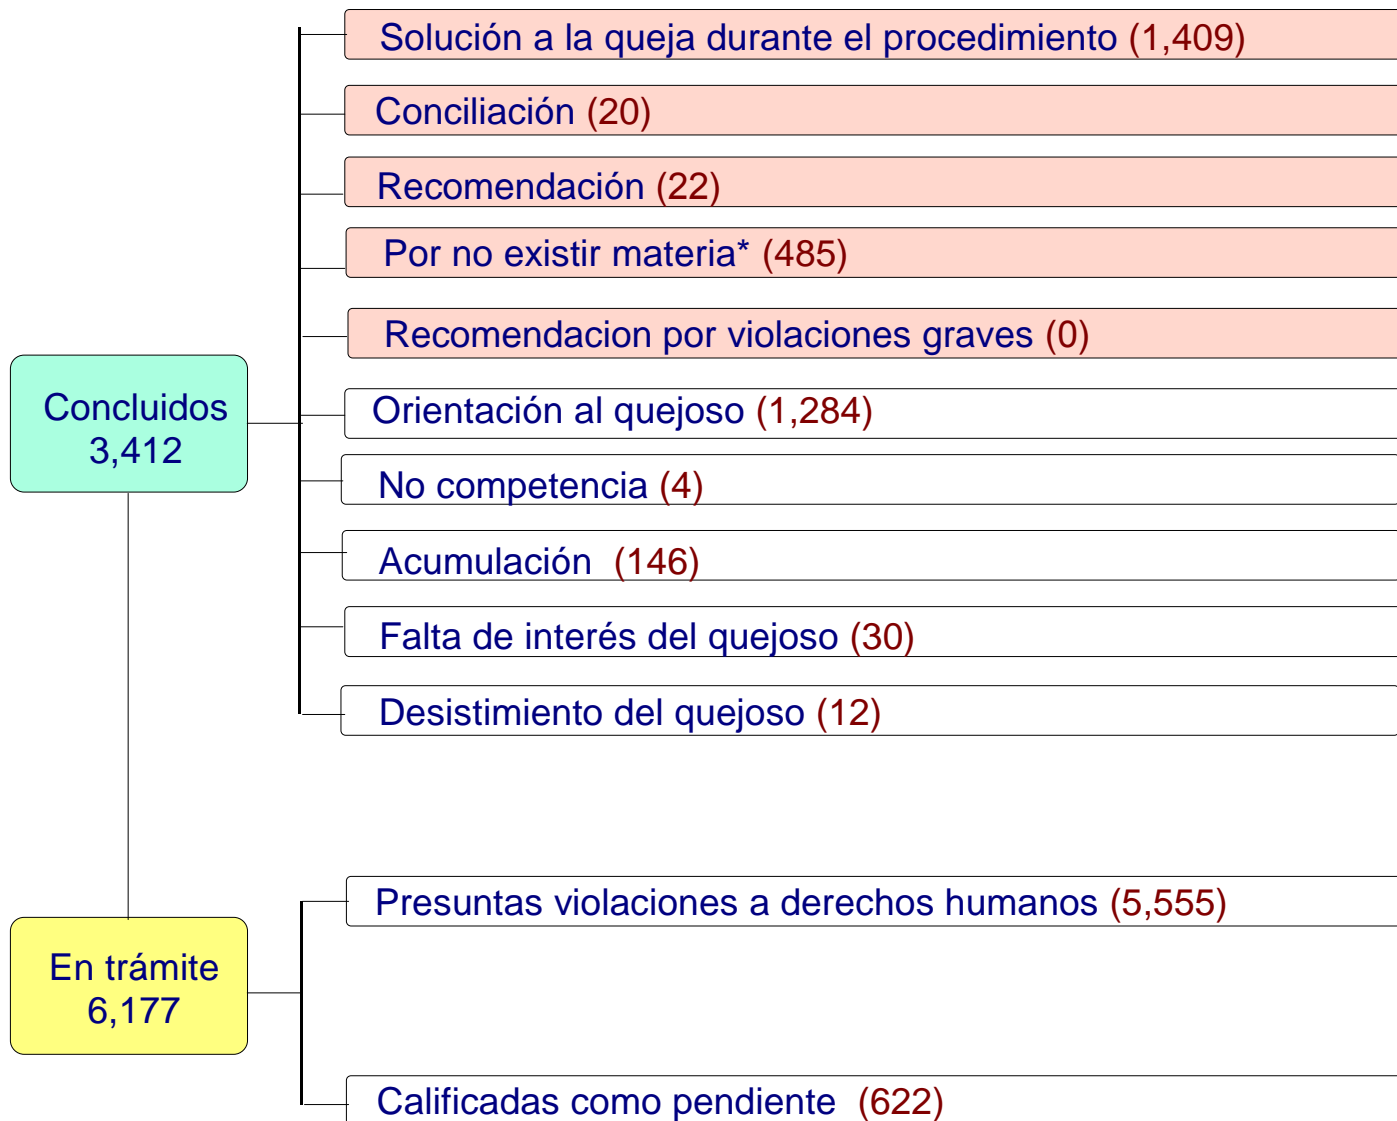 Solución a la queja durante el procedimiento (1,409)
Conciliación (20)
Recomendación (22)
Por no existir materia* (485)
Recomendacion por violaciones graves (0)
Concluidos
3,412
Orientación al quejoso (1,284)
No competencia (4)
Acumulación (146)
Falta de interés del quejoso (30)
Desistimiento del quejoso (12)
Presuntas violaciones a derechos humanos (5,555)
En trámite
6,177
Calificadas como pendiente (622)